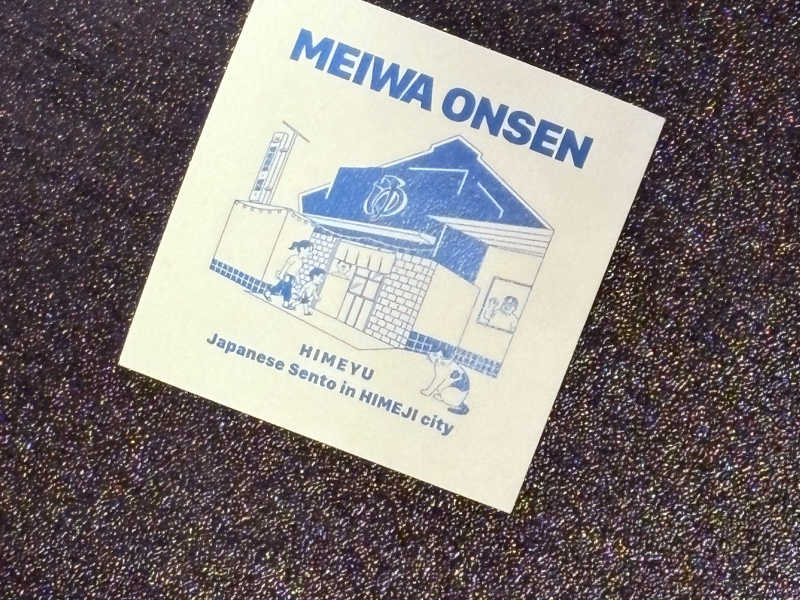 MEIWA ONSEN
HIMEYU
Japanese Sento in HIMEJI city